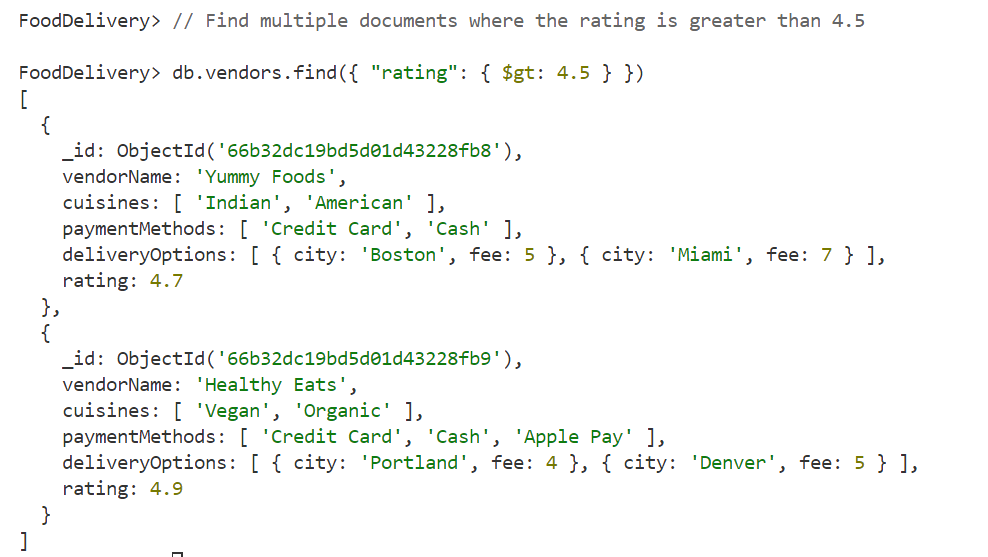 FoodDelivery> // Find multiple documents where the rating is greater than 4.5
FoodDelivery> db.vendors.find({ "rating": { $gt: 4.5 } })
[
  {
    _id: ObjectId('66b32dc19bd5d01d43228fb8'),
    vendorName: 'Yummy Foods',
    cuisines: [ 'Indian', 'American' ],
    paymentMethods: [ 'Credit Card', 'Cash' ],
    deliveryOptions: [ { city: 'Boston', fee: 5 }, { city: 'Miami', fee: 7 } ],
    rating: 4.7
  },
  {
    _id: ObjectId('66b32dc19bd5d01d43228fb9'),
    vendorName: 'Healthy Eats',
    cuisines: [ 'Vegan', 'Organic' ],
    paymentMethods: [ 'Credit Card', 'Cash', 'Apple Pay' ],
    deliveryOptions: [ { city: 'Portland', fee: 4 }, { city: 'Denver', fee: 5 } ],
    rating: 4.9
  }
]